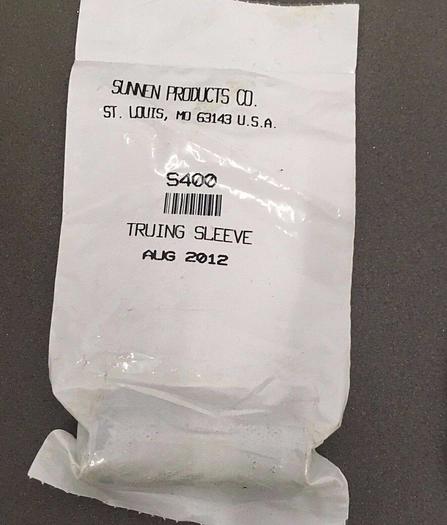 SUNNEN PRODUCTS CO.
ST. LOUIS, MO 63143 U.S.A.
S400
TRUING SLEEVE
AUG 2012